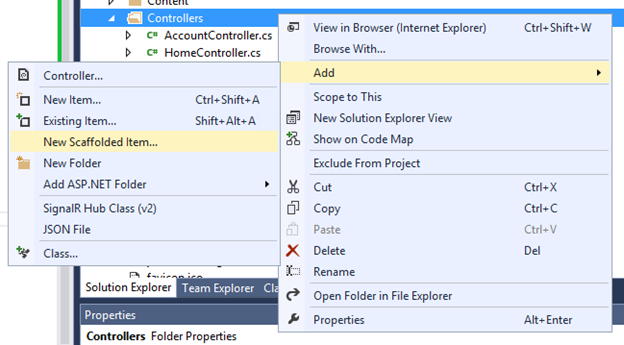 Content
Controllers
AccountController.cs
HomeController.cs
View in Browser (Internet Explorer) Ctrl+Shift+W
Browse With...
Add
Scope to This
New Solution Explorer View
Show on Code Map
Exclude From Project
Cut Ctrl+X
Copy Ctrl+C
Paste Ctrl+V
Delete Del
Rename
Open Folder in File Explorer
Properties Alt+Enter
Controller...
New Item... Ctrl+Shift+A
Existing Item... Shift+Alt+A
New Scaffolded Item...
New Folder
Add ASP.NET Folder
SignalR Hub Class (v2)
JSON File
Class...
favicon.ico
Solution Explorer Team Explorer Cla
Properties
Controllers Folder Properties